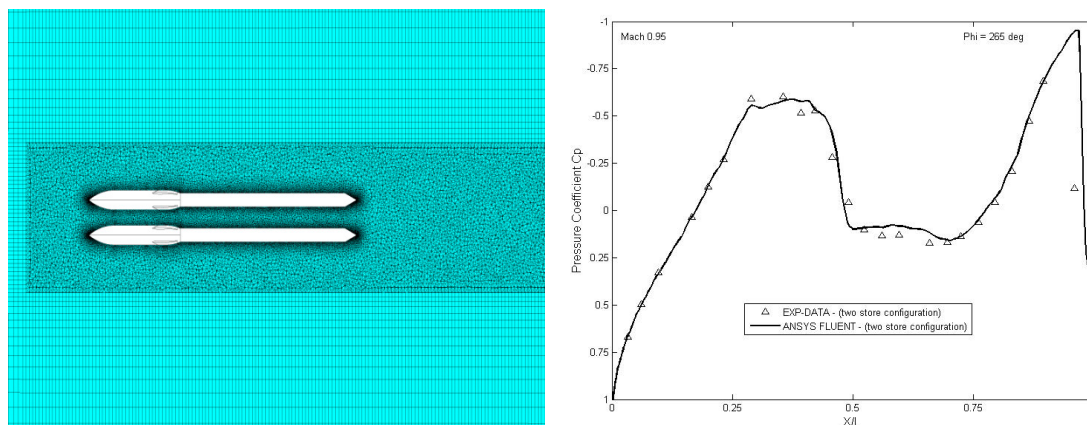 Mach 0.95
Phi = 265 deg
-1
-0.75
-0.5
-0.25
0
0.25
0.5
0.75
1
Pressure Coefficient Cp
EXP-DATA - (two store configuration)
ANSYS FLUENT - (two store configuration)
0
0.25
0.5
0.75